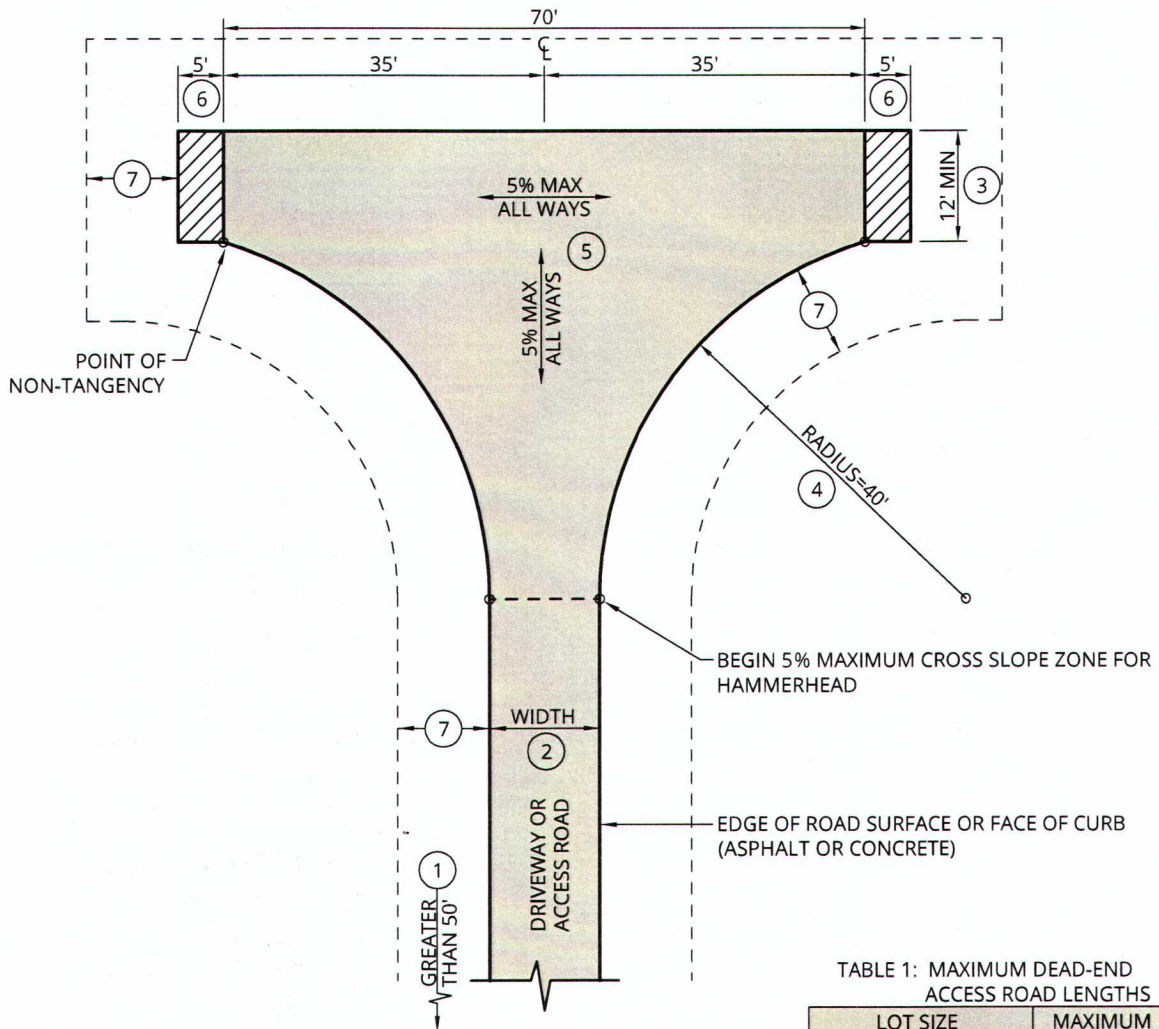 70'
℄
5'
35'
35'
5'
6
6
7
5% MAX
ALL WAYS
12' MIN
3
5
5% MAX
ALL WAYS
7
POINT OF
NON-TANGENCY
RADIUS=40'
4
BEGIN 5% MAXIMUM CROSS SLOPE ZONE FOR
HAMMERHEAD
7
WIDTH
2
DRIVEWAY OR
ACCESS ROAD
EDGE OF ROAD SURFACE OR FACE OF CURB
(ASPHALT OR CONCRETE)
1
GREATER
THAN 50'
TABLE 1: MAXIMUM DEAD-END
ACCESS ROAD LENGTHS
LOT SIZE
MAXIMUM